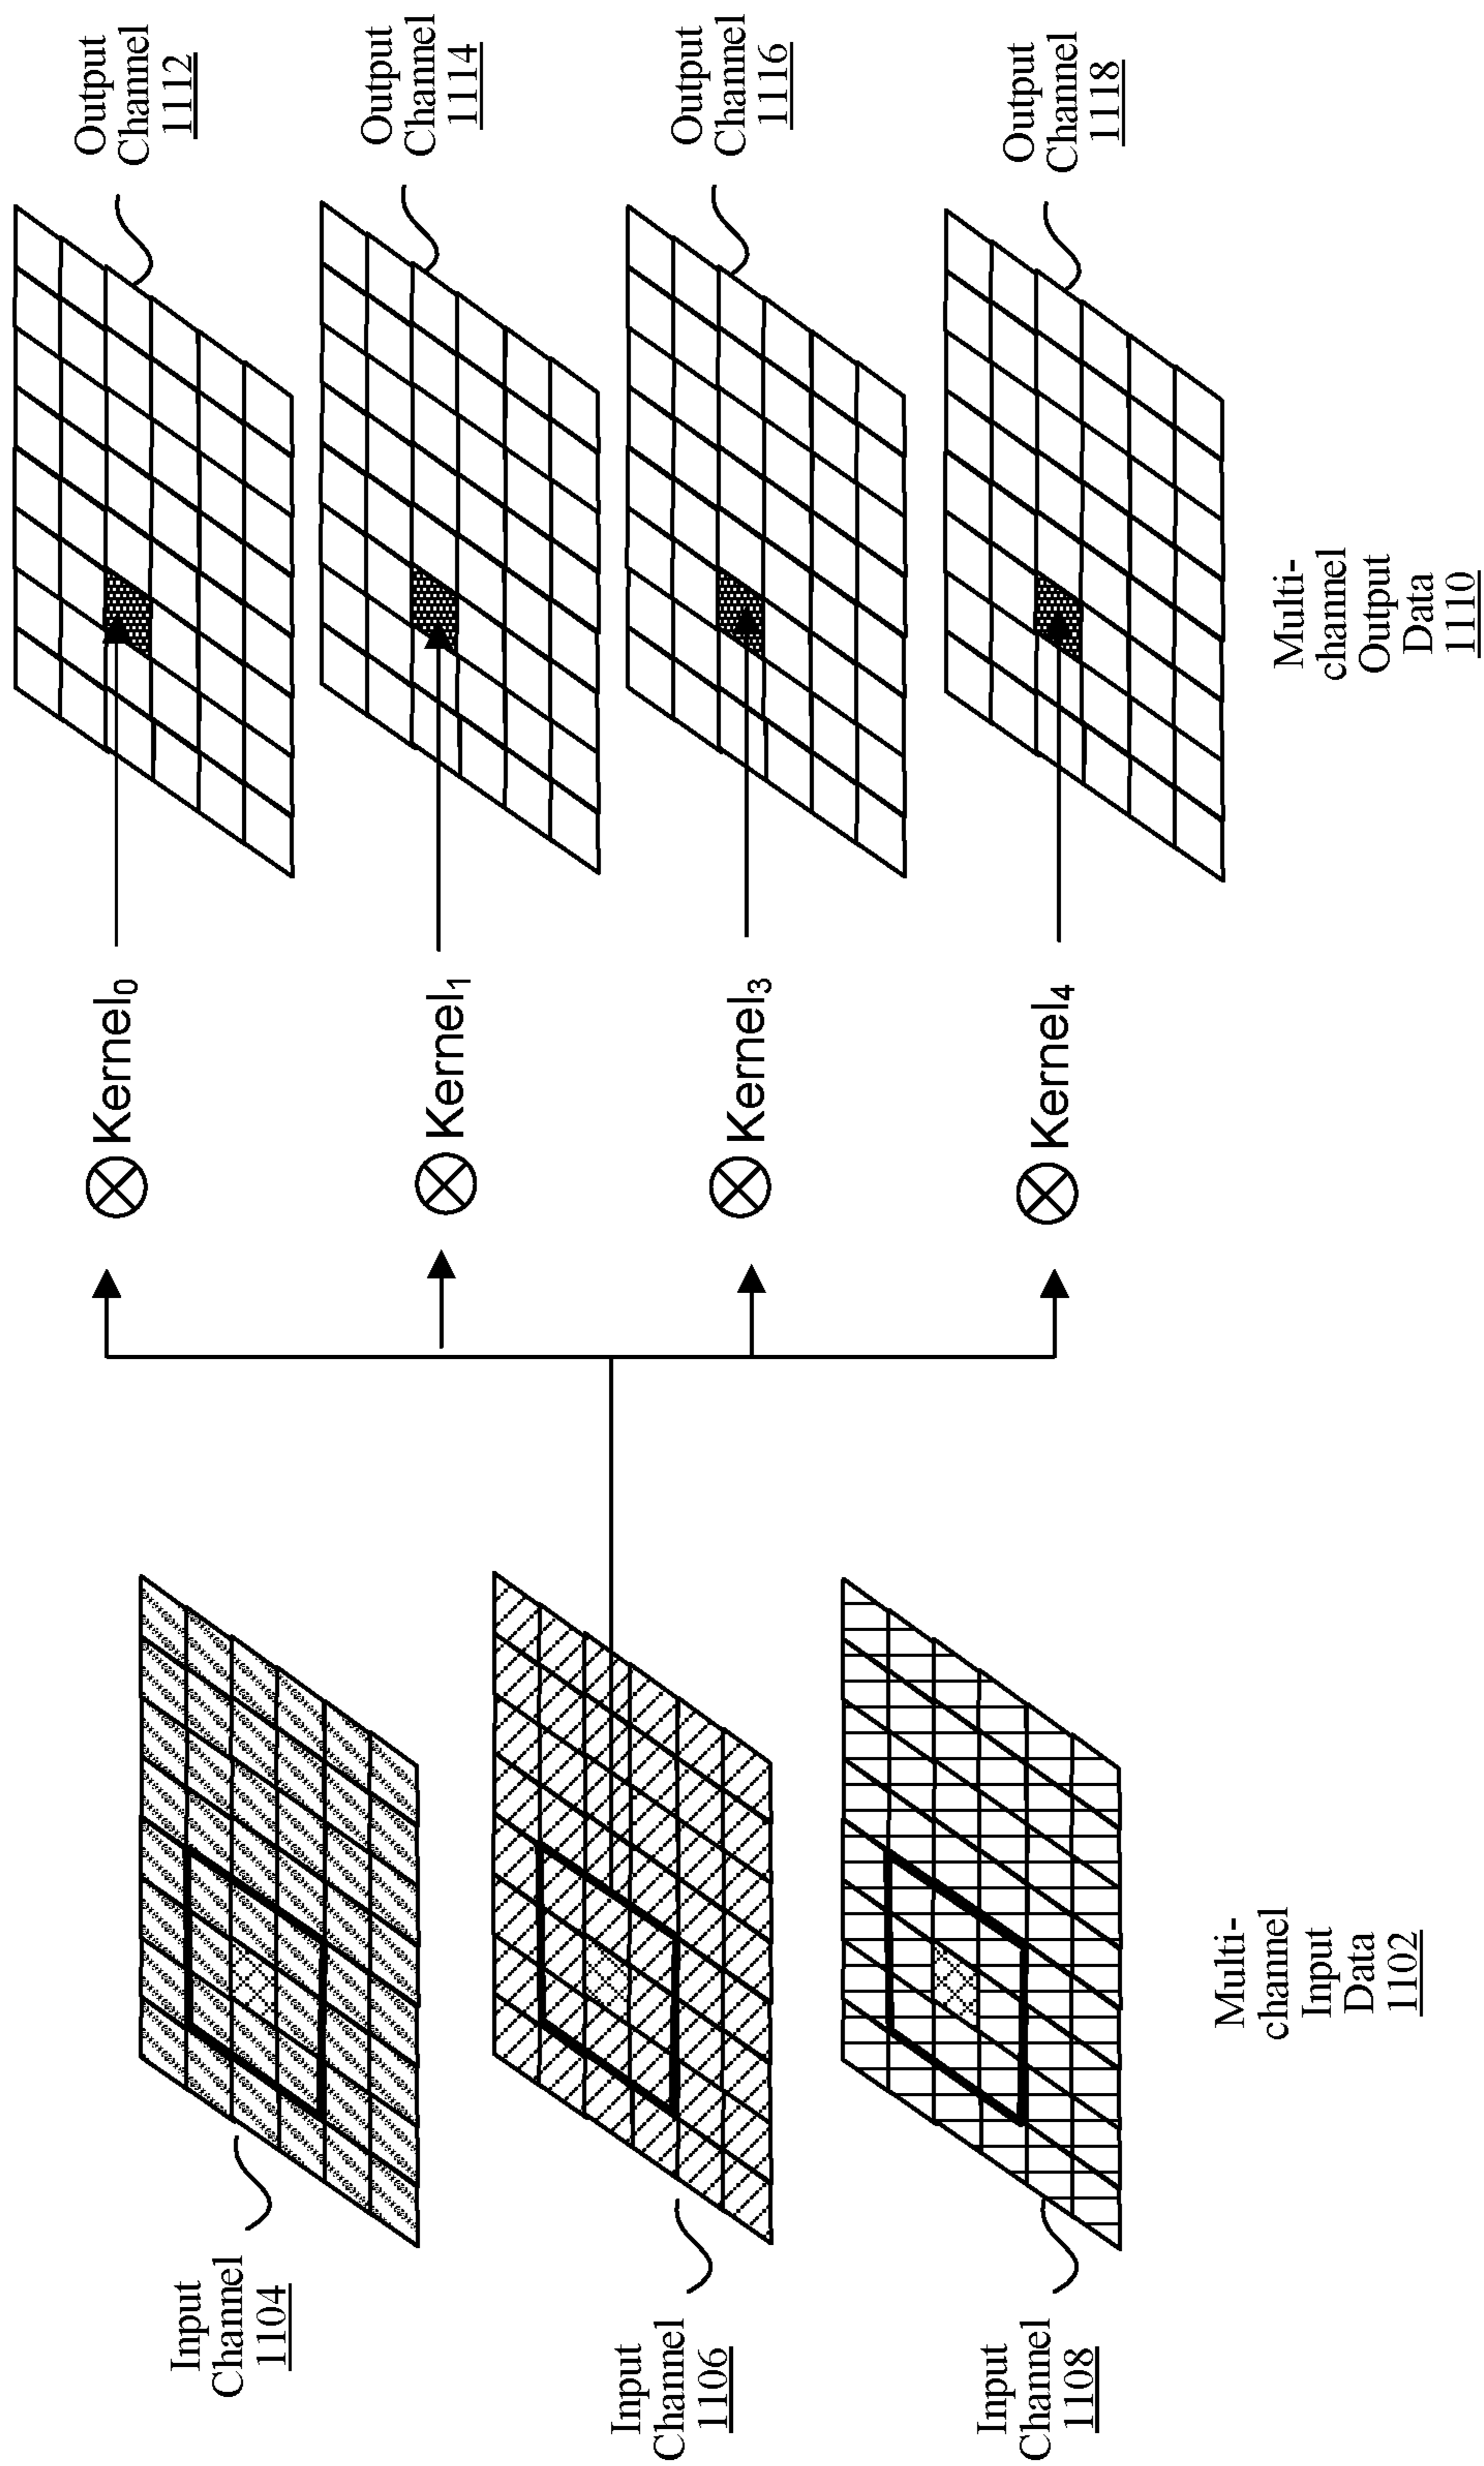 Input
Channel
1104
Input
Channel
1106
Input
Channel
1108
Multi-
channel
Input
Data
1102
Kernel0
Kernel1
Kernel3
Kernel4
Output
Channel
1112
Output
Channel
1114
Output
Channel
1116
Output
Channel
1118
Multi-
channel
Output
Data
1110